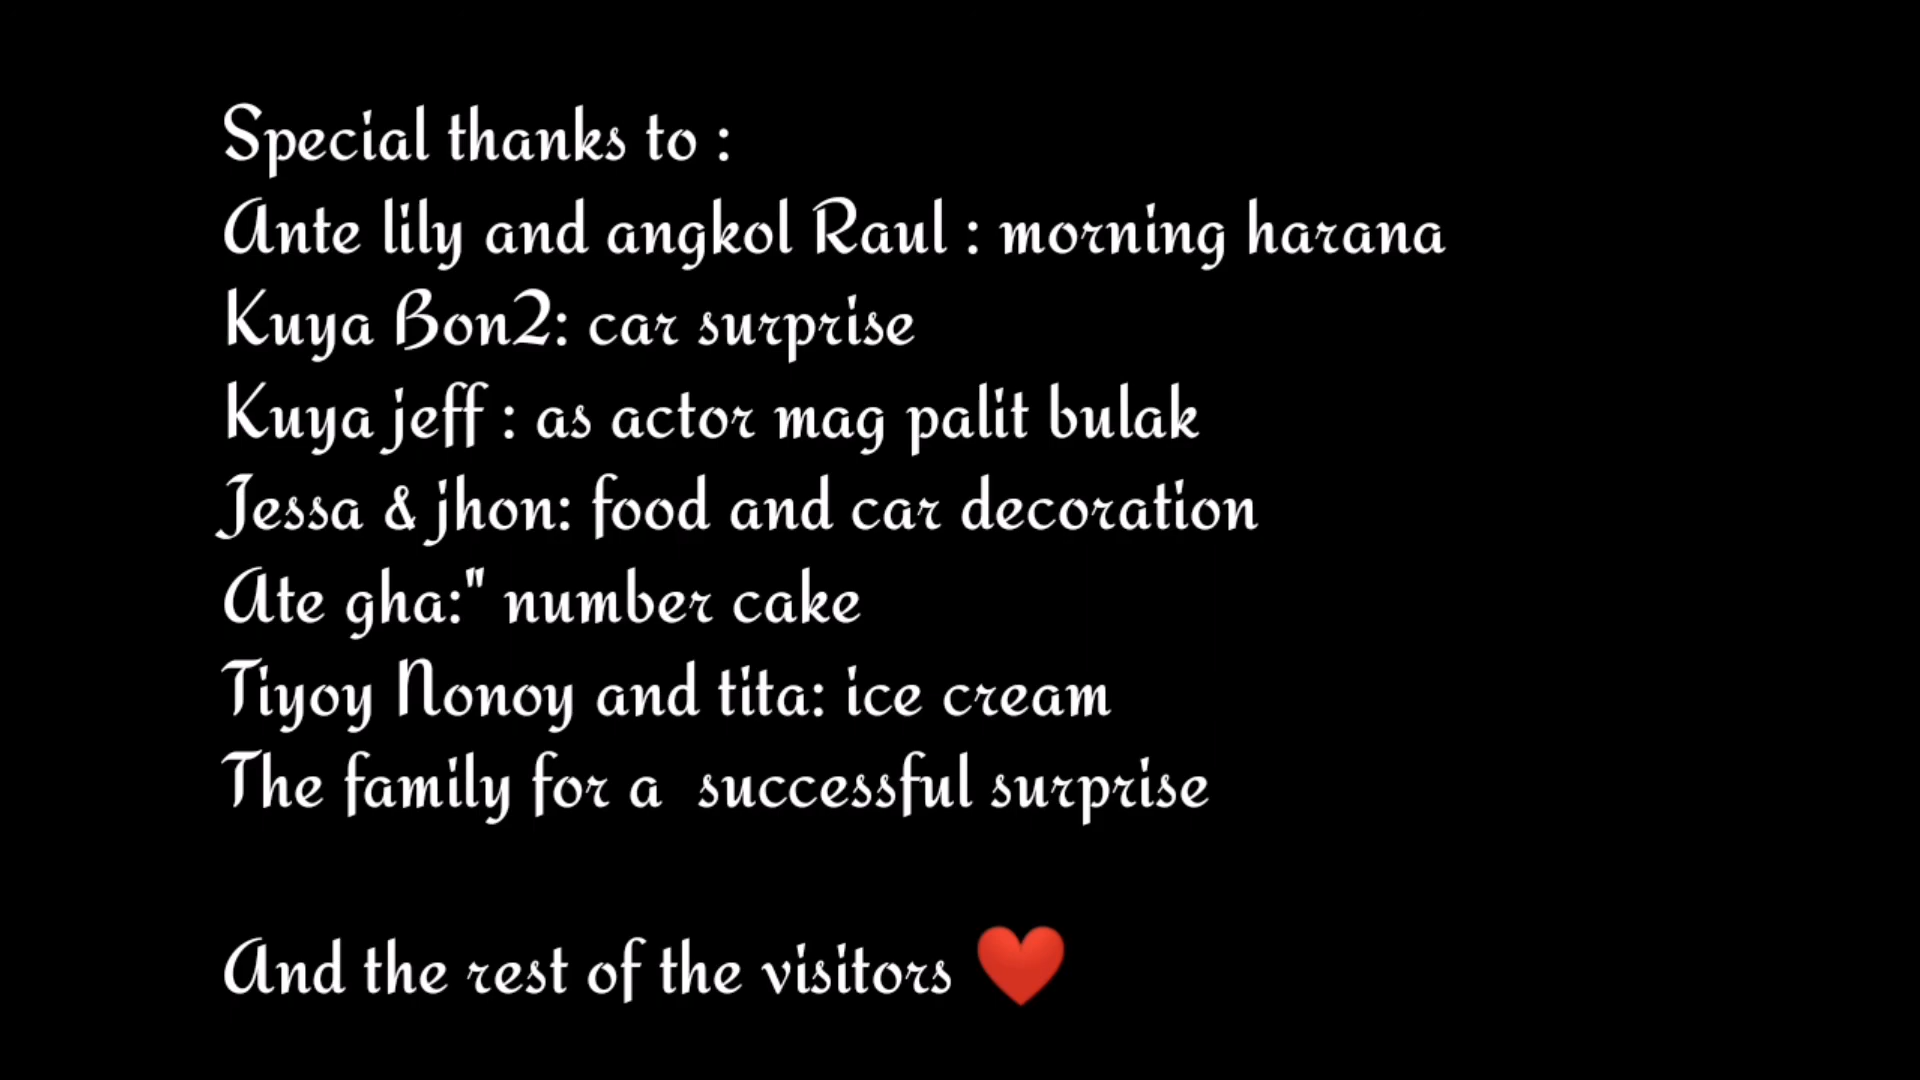 Special thanks to :
Ante lily and angkol Raul : morning harana
Kuya Bon2: car surprise
Kuya jeff : as actor mag palit bulak
Jessa & jhon: food and car decoration
Ate gha:" number cake
Tiyoy Nonoy and tita: ice cream
The family for a  successful surprise
And the rest of the visitors ❤️